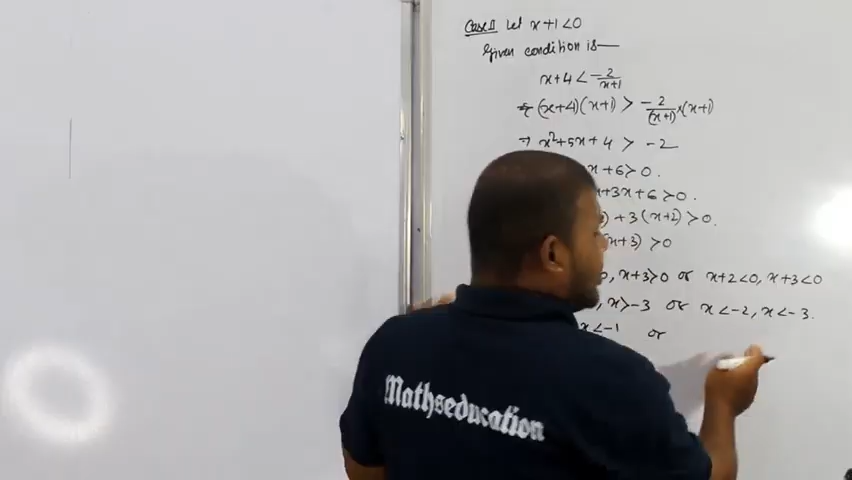 Case II Let x+1<0
Given condition is—
x+4 < -2/(x+1)
⇒ (x+4)(x+1) > -2/(x+1) × (x+1)
⇒ x²+5x+4 > -2
x+6>0.
x+3x+6>0.
) + 3(x+2) >0.
(x+3) >0
, x+3>0 or x+2<0, x+3<0
, x>-3 or x<-2, x<-3.
x<-1 or
Mathseducation